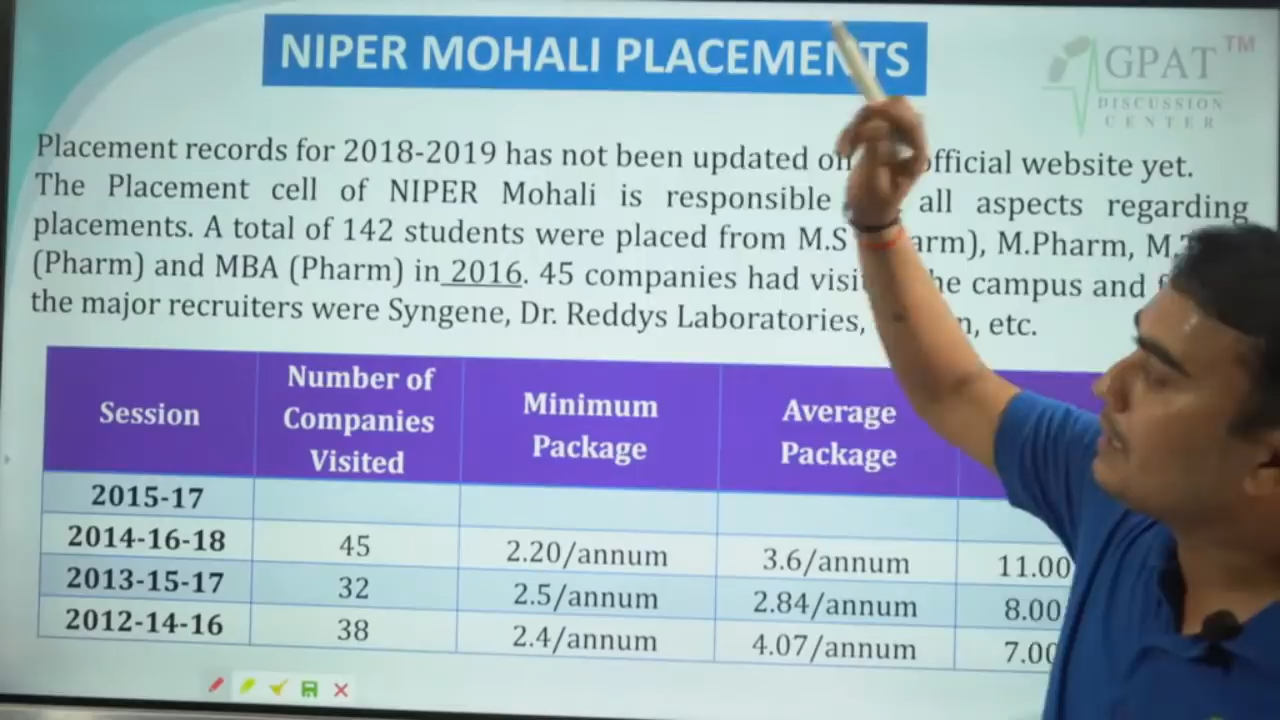 NIPER MOHALI PLACEMENTS
GPAT TM
DISCUSSION
CENTER
Placement records for 2018-2019 has not been updated on official website yet.
The Placement cell of NIPER Mohali is responsible all aspects regarding
placements. A total of 142 students were placed from M.S arm), M.Pharm, M.
(Pharm) and MBA (Pharm) in 2016. 45 companies had visi he campus and
the major recruiters were Syngene, Dr. Reddys Laboratories, n, etc.
Session Number of Companies Visited Minimum Package Average Package
2015-17
2014-16-18 45 2.20/annum 3.6/annum 11.00
2013-15-17 32 2.5/annum 2.84/annum 8.00
2012-14-16 38 2.4/annum 4.07/annum 7.00